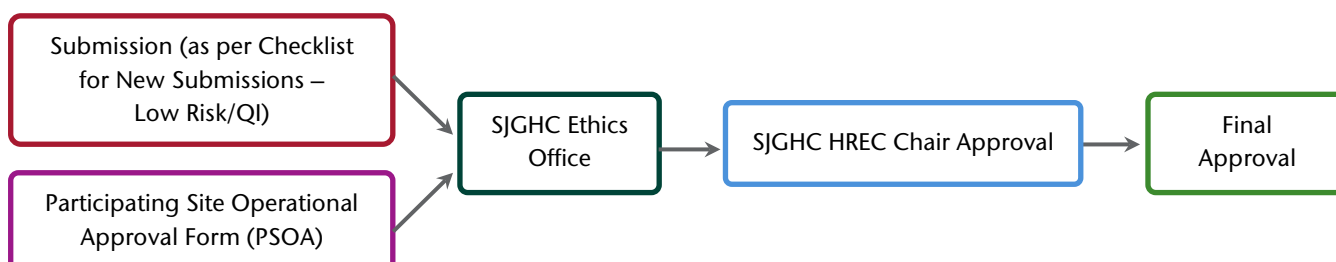 Submission (as per Checklist
for New Submissions –
Low Risk/QI)
Participating Site Operational
Approval Form (PSOA)
SJGHC Ethics
Office
SJGHC HREC Chair Approval
Final
Approval